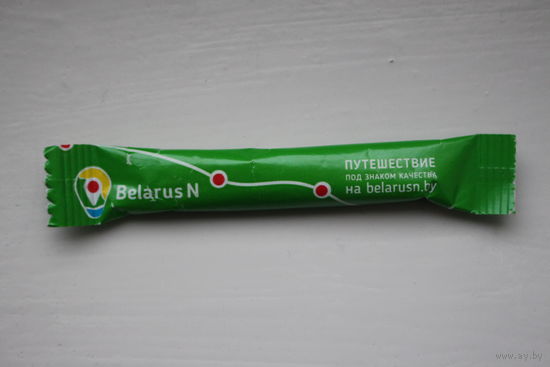 Belarus N
ПУТЕШЕСТВИЕ
ПОД ЗНАКОМ КАЧЕСТВА
на belarusn.by
www.ay.by